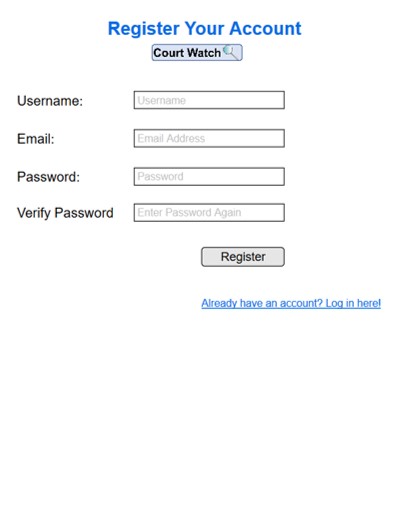 Register Your Account
Court Watch
Username:
Username
Email:
Email Address
Password:
Password
Verify Password
Enter Password Again
Register
Already have an account? Log in here!